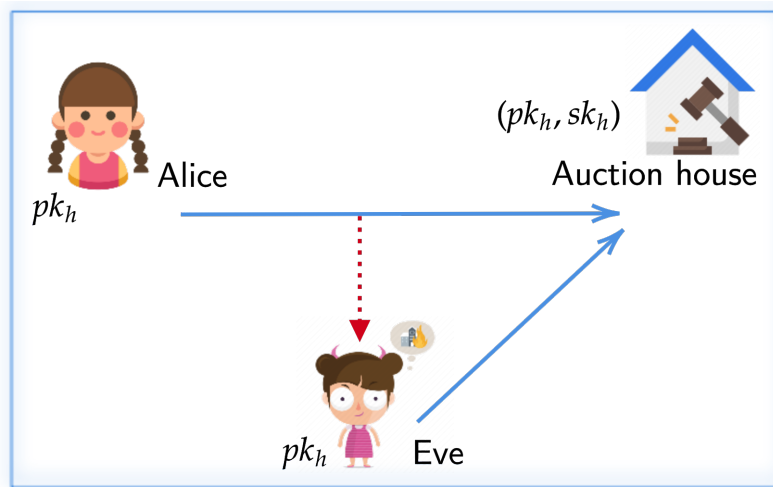 (pk_h, sk_h)
Alice
Auction house
pk_h
pk_h
Eve